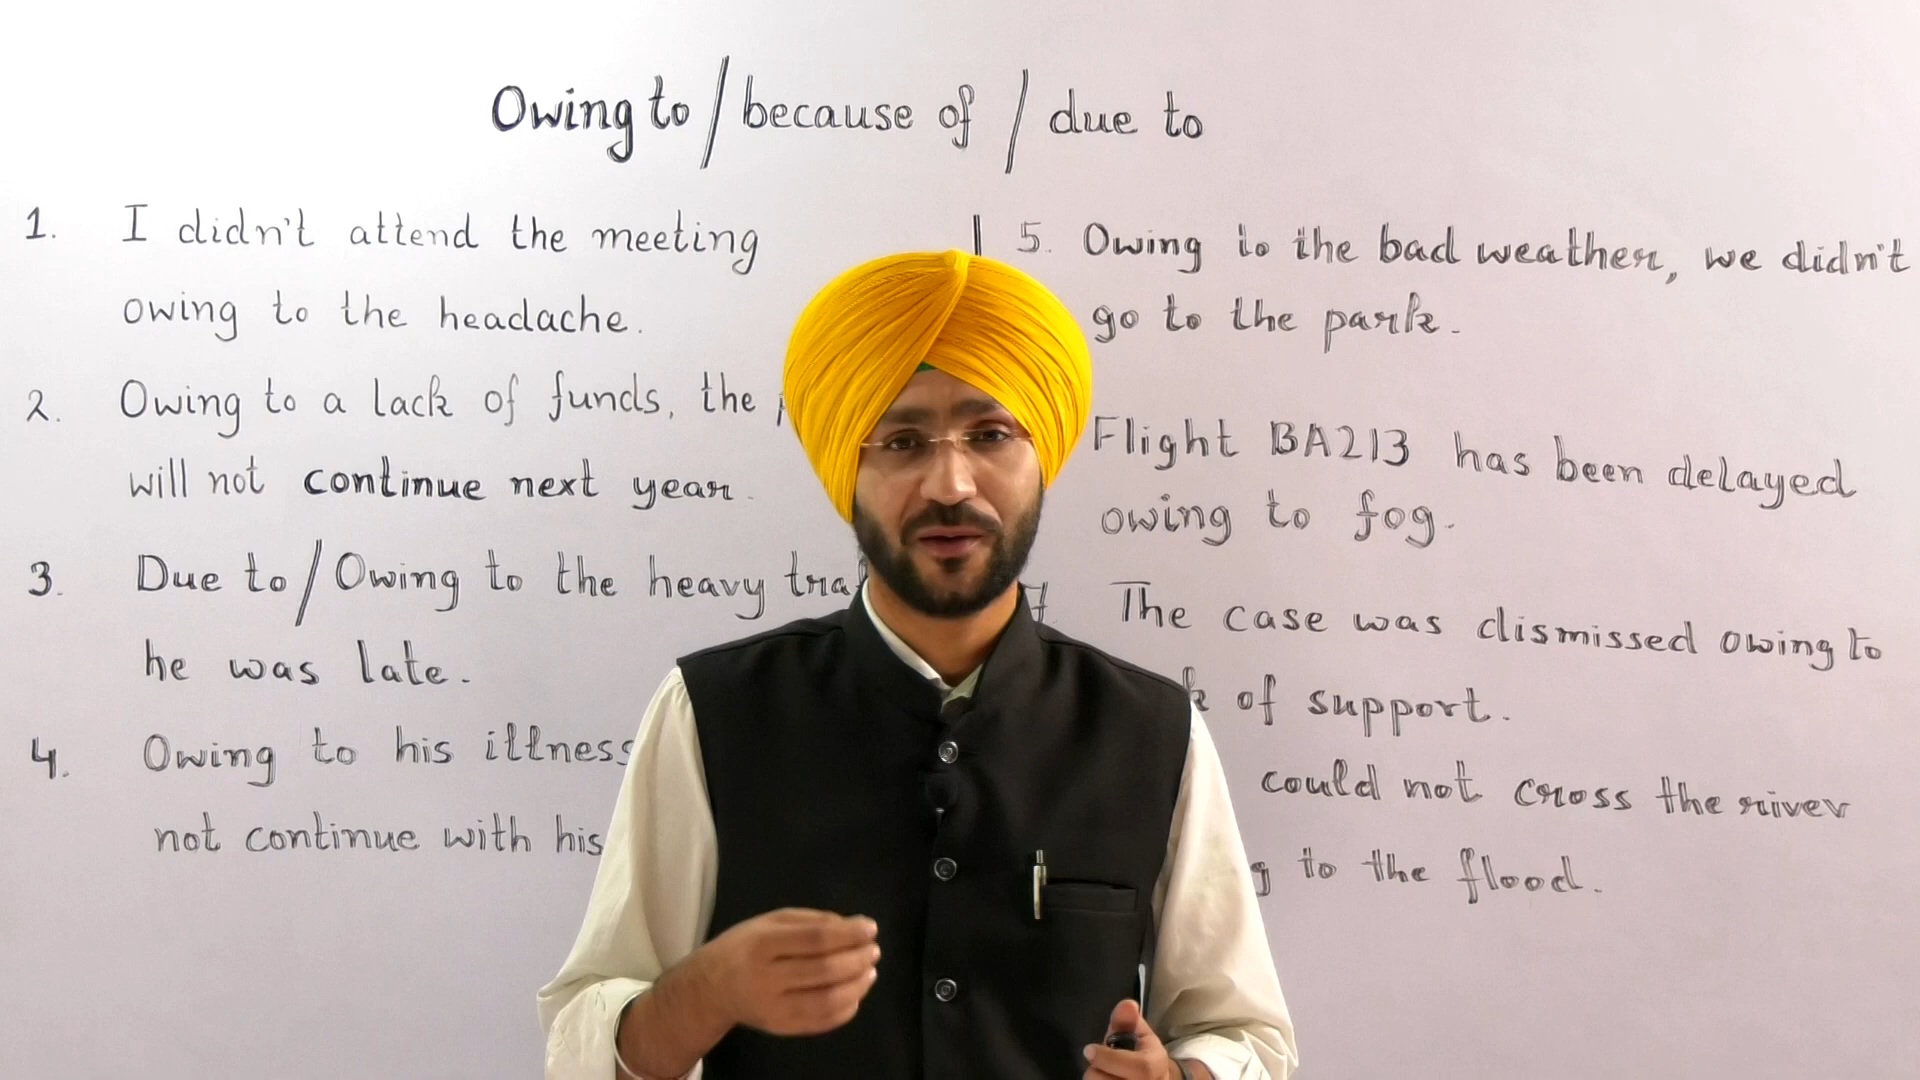 Owing to / because of / due to
1. I didn't attend the meeting
owing to the headache.
2. Owing to a lack of funds, the
will not continue next year.
3. Due to / Owing to the heavy
he was late.
4. Owing to his illness
not continue with his
5. Owing to the bad weather, we didn't
go to the park.
Flight BA213 has been delayed
owing to fog.
7. The case was dismissed owing to
of support.
could not cross the river
to the flood.